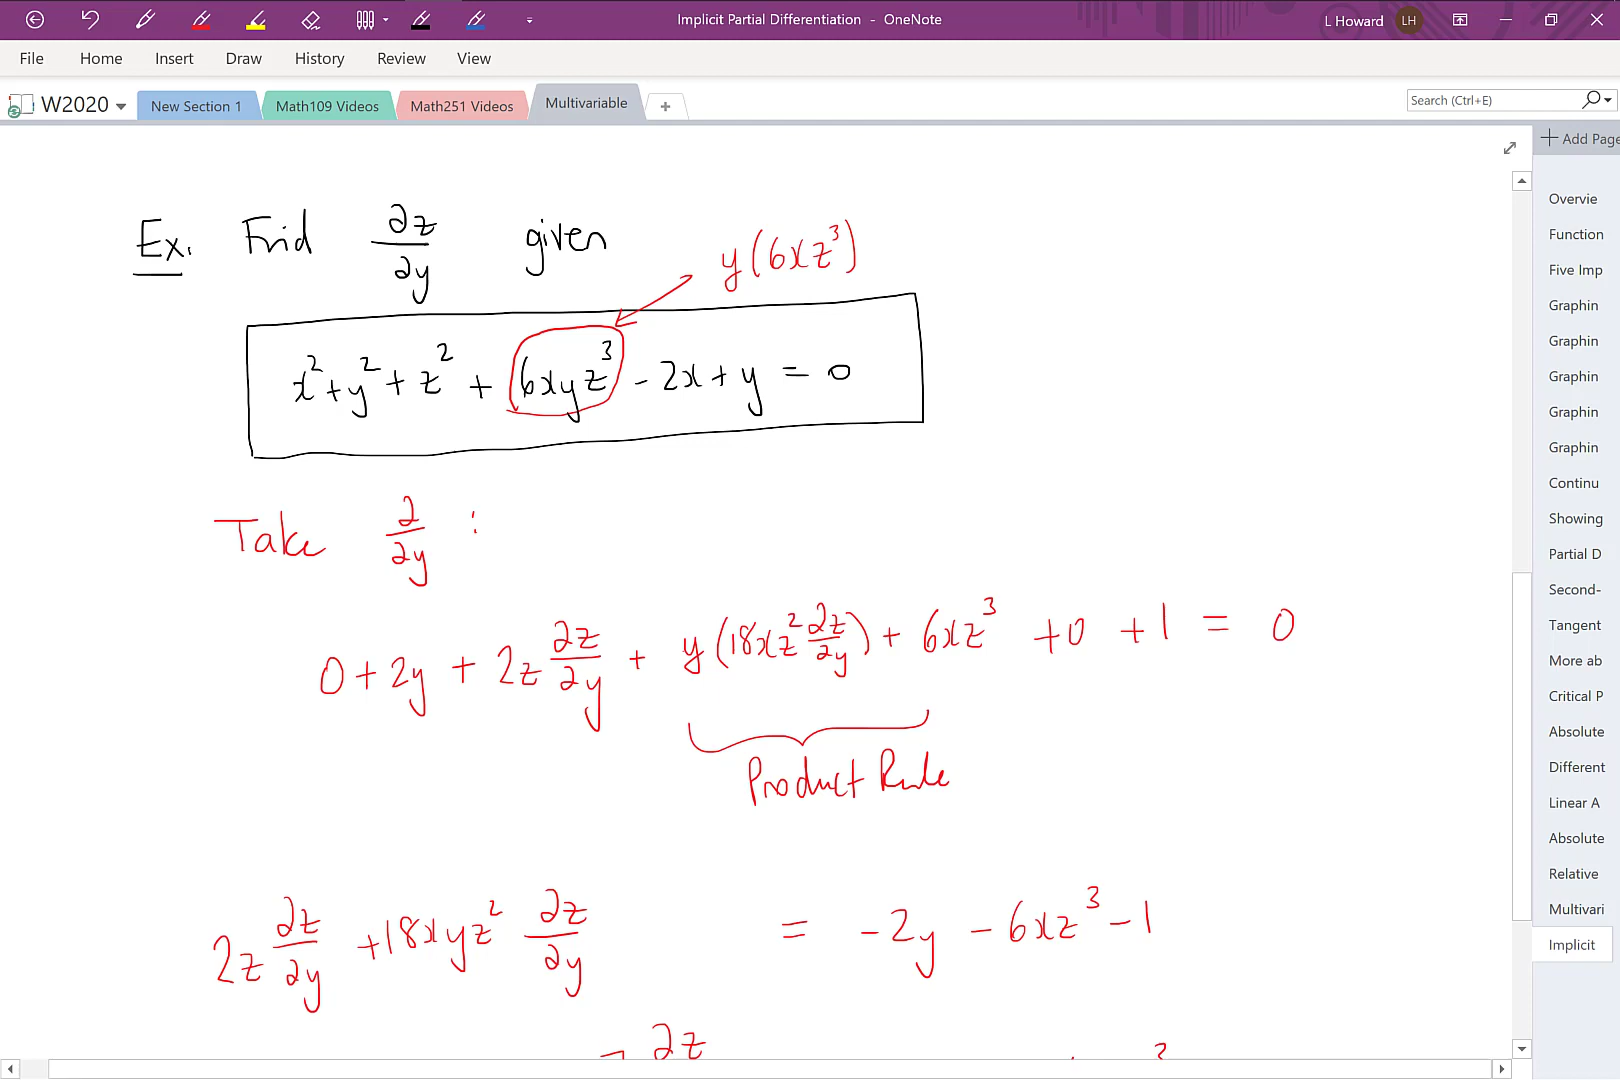 Implicit Partial Differentiation - OneNote
L Howard LH
File Home Insert Draw History Review View
W2020 New Section 1 Math109 Videos Math251 Videos Multivariable +
Search (Ctrl+E)
+ Add Page
Ex. Find ∂z/∂y given
y(6xz³)
x² + y² + z² + 6xyz³ - 2x + y = 0
Take ∂/∂y :
0 + 2y + 2z ∂z/∂y + y(18xz² ∂z/∂y) + 6xz³ + 0 + 1 = 0
Product Rule
2z ∂z/∂y + 18xyz² ∂z/∂y = -2y - 6xz³ - 1
∂z
Overvie
Function
Five Imp
Graphin
Graphin
Graphin
Graphin
Graphin
Continu
Showing
Partial D
Second-
Tangent
More ab
Critical P
Absolute
Different
Linear A
Absolute
Relative
Multivari
Implicit